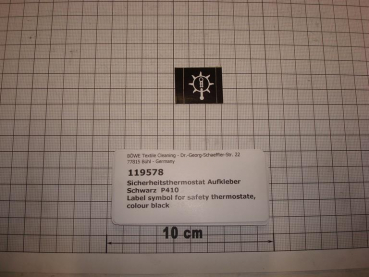 BÖWE Textile Cleaning - Dr.-Georg-Schaeffler-Str. 22
77815 Bühl - Germany
119578
Sicherheitsthermostat Aufkleber
Schwarz P410
Label symbol for safety thermostate,
colour black
10 cm